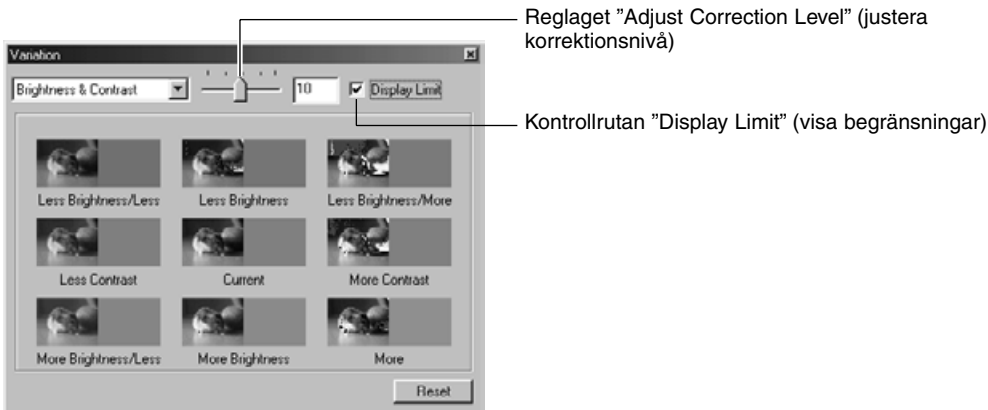 Reglaget ”Adjust Correction Level” (justera
korrektionsnivå)
Variation
Brightness & Contrast
10
Display Limit
Kontrollrutan ”Display Limit” (visa begränsningar)
Less Brightness/Less
Less Brightness
Less Brightness/More
Less Contrast
Current
More Contrast
More Brightness/Less
More Brightness
More
Reset